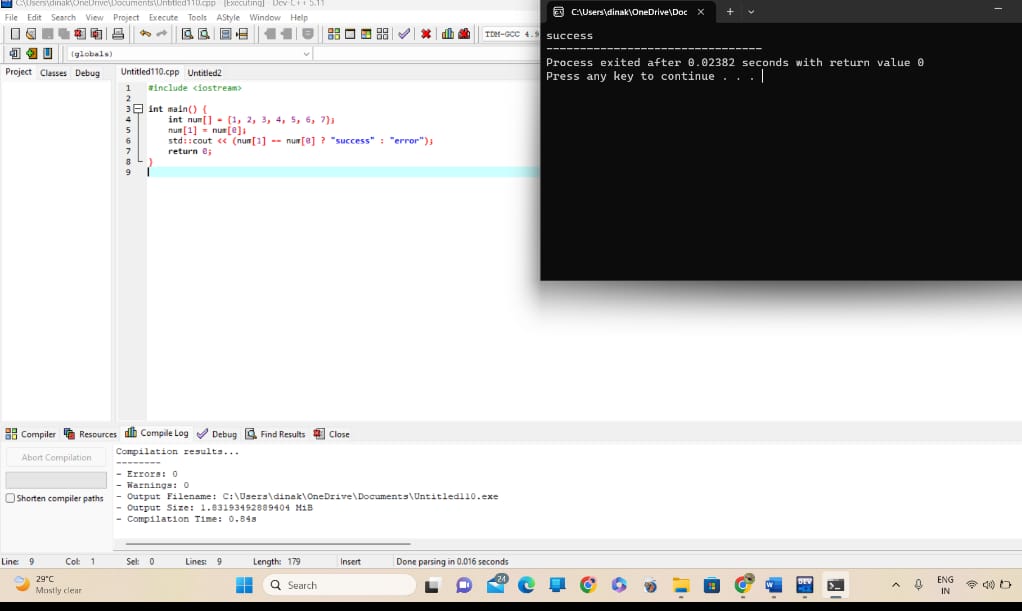 C:\Users\dinak\OneDrive\Documents\Untitled110.cpp - [Executing] - Dev-C++ 5.11
File Edit Search View Project Execute Tools AStyle Window Help
TDM-GCC 4.9
(globals)
Project Classes Debug
Untitled110.cpp Untitled2
1 #include <iostream>
2
3 int main() {
4 int num[] = {1, 2, 3, 4, 5, 6, 7};
5 num[1] = num[0];
6 std::cout << (num[1] == num[0] ? "success" : "error");
7 return 0;
8 }
9
C:\Users\dinak\OneDrive\Doc
success
--------------------------------
Process exited after 0.02382 seconds with return value 0
Press any key to continue . . .
Compiler Resources Compile Log Debug Find Results Close
Abort Compilation
Shorten compiler paths
Compilation results...
--------
- Errors: 0
- Warnings: 0
- Output Filename: C:\Users\dinak\OneDrive\Documents\Untitled110.exe
- Output Size: 1.83193492889404 MiB
- Compilation Time: 0.84s
Line: 9 Col: 1 Sel: 0 Lines: 9 Length: 179 Insert Done parsing in 0.016 seconds
29°C
Mostly clear
Search
24
DEV
ENG
IN